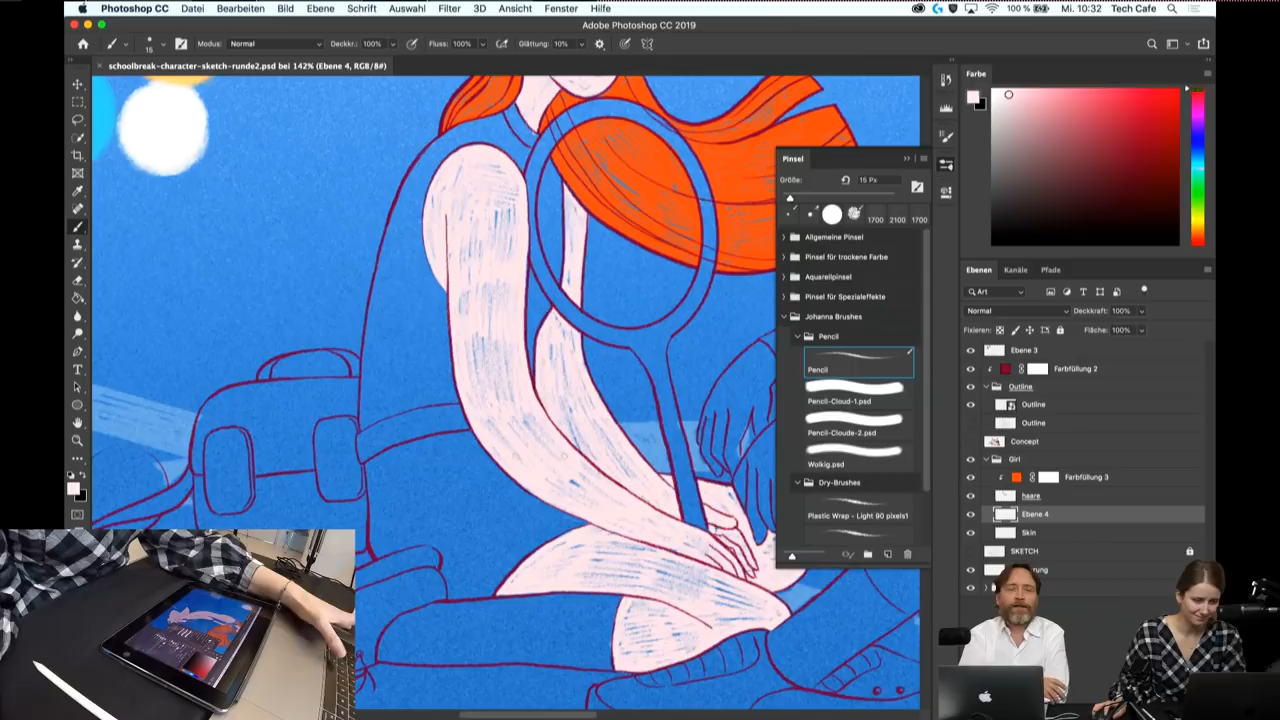 Photoshop CC Datei Bearbeiten Bild Ebene Schrift Auswahl Filter 3D Ansicht Fenster Hilfe 100 % Mi. 10:32 Tech Cafe
Adobe Photoshop CC 2019
15 Modus: Normal Deckkr.: 100% Fluss: 100% Glättung: 10%
× schoolbreak-character-sketch-runde2.psd bei 142% (Ebene 4, RGB/8#)
Farbe
Pinsel
Größe: 15 Px
1700 2100 1700
Allgemeine Pinsel
Pinsel für trockene Farbe
Aquarellpinsel
Pinsel für Spezialeffekte
Johanna Brushes
Pencil
Pencil
Pencil-Cloud-1.psd
Pencil-Cloude-2.psd
Wolkig.psd
Dry-Brushes
Plastic Wrap - Light 90 pixels1
Ebenen Kanäle Pfade
Art
Normal Deckkraft: 100%
Fixieren: Fläche: 100%
Ebene 3
Farbfüllung 2
Outline
Outline
Outline
Concept
Girl
Farbfüllung 3
haare
Ebene 4
Skin
SKETCH